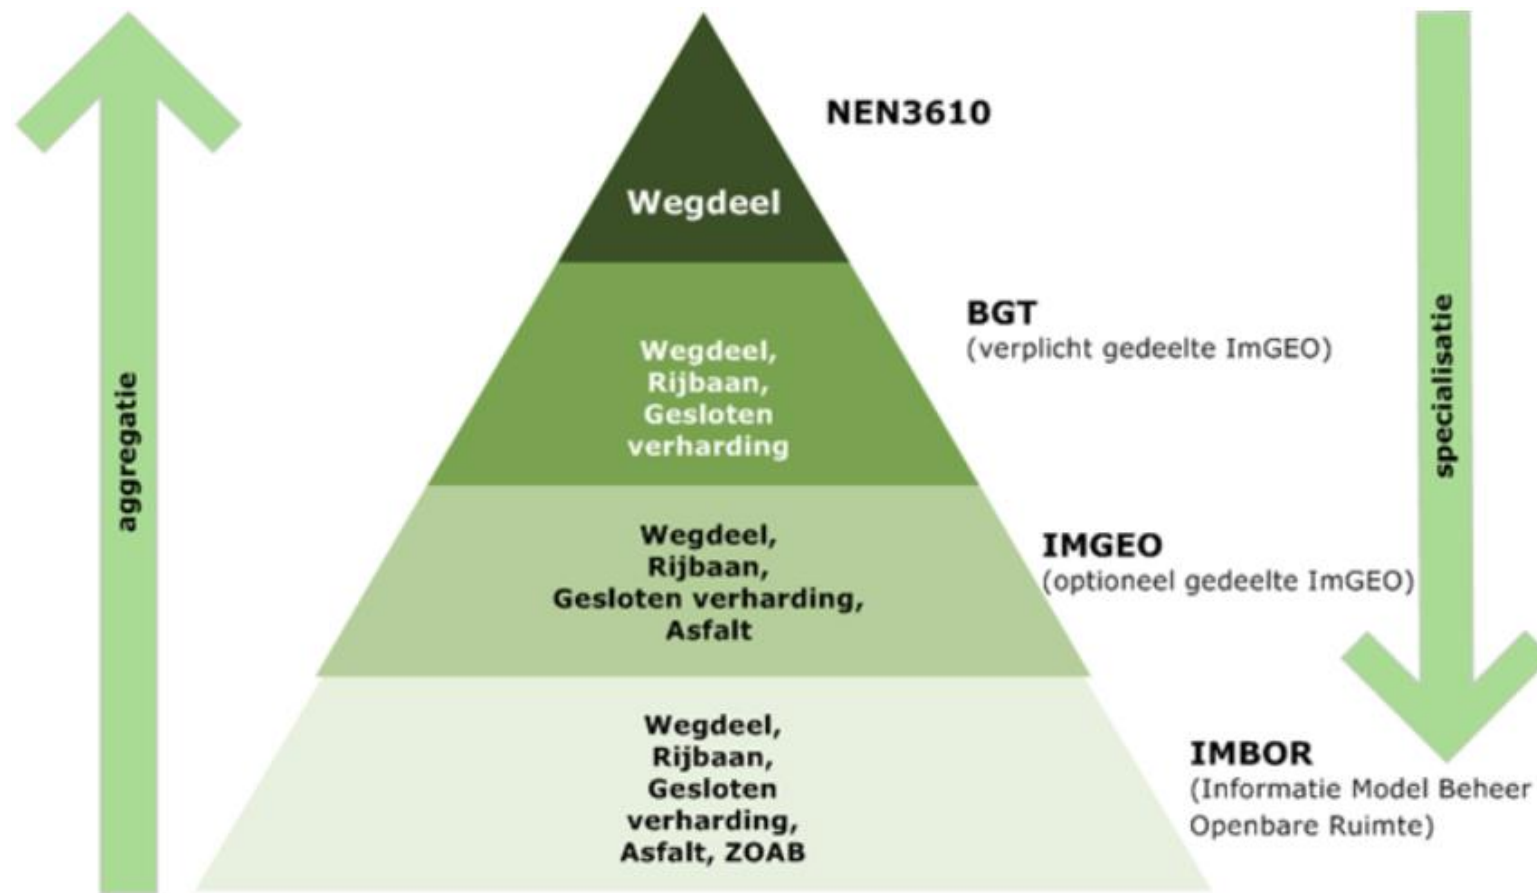 NEN3610
Wegdeel
BGT
(verplicht gedeelte ImGEO)
Wegdeel,
Rijbaan,
Gesloten
verharding
aggregatie
specialisatie
Wegdeel,
Rijbaan,
Gesloten verharding,
Asfalt
IMGEO
(optioneel gedeelte ImGEO)
Wegdeel,
Rijbaan,
Gesloten
verharding,
Asfalt, ZOAB
IMBOR
(Informatie Model Beheer
Openbare Ruimte)